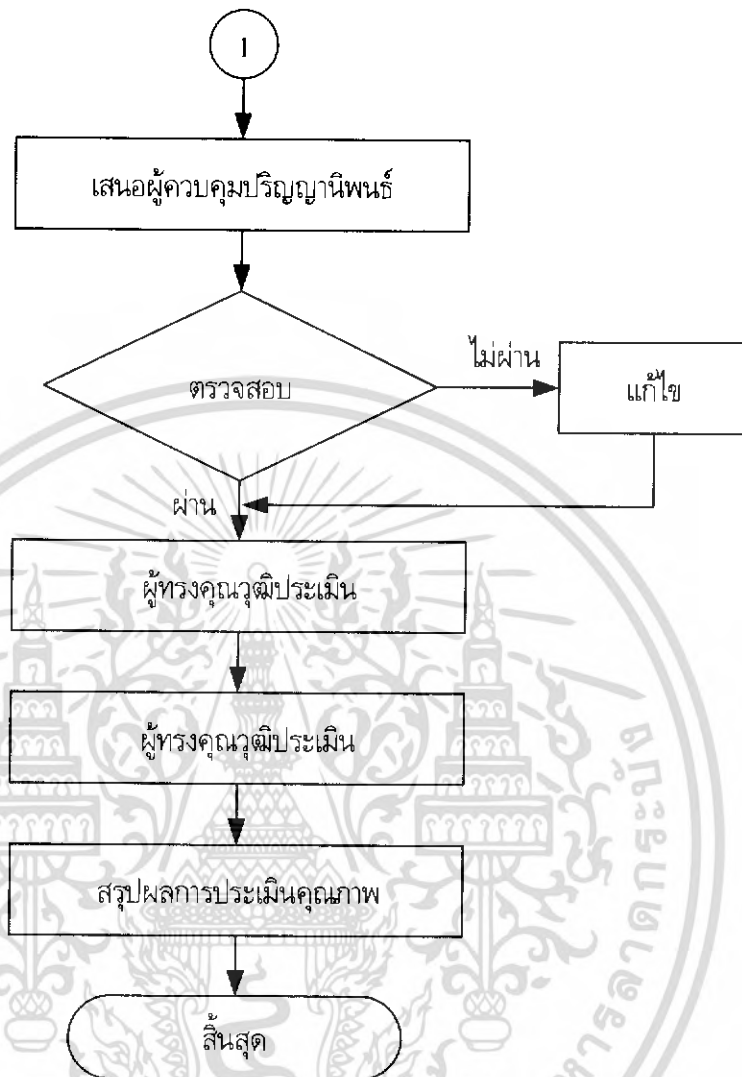 1
เสนอผู้ควบคุมปริญญานิพนธ์
ตรวจสอบ
ไม่ผ่าน
แก้ไข
ผ่าน
ผู้ทรงคุณวุฒิประเมิน
ผู้ทรงคุณวุฒิประเมิน
สรุปผลการประเมินคุณภาพ
สิ้นสุด